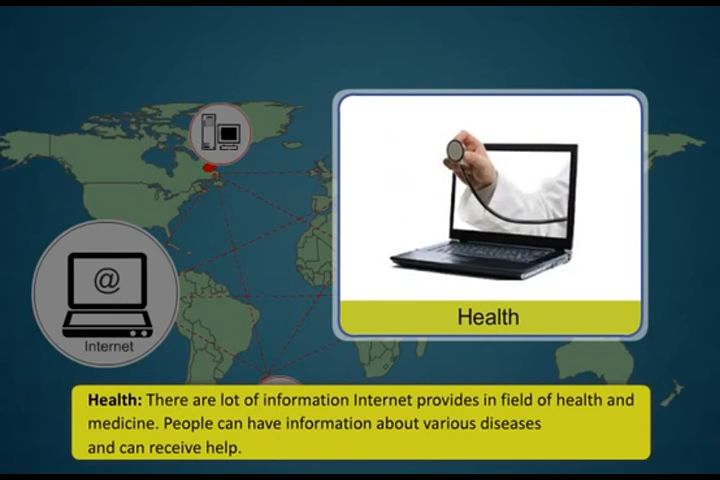 @
Internet
Health
Health: There are lot of information Internet provides in field of health and
medicine. People can have information about various diseases
and can receive help.